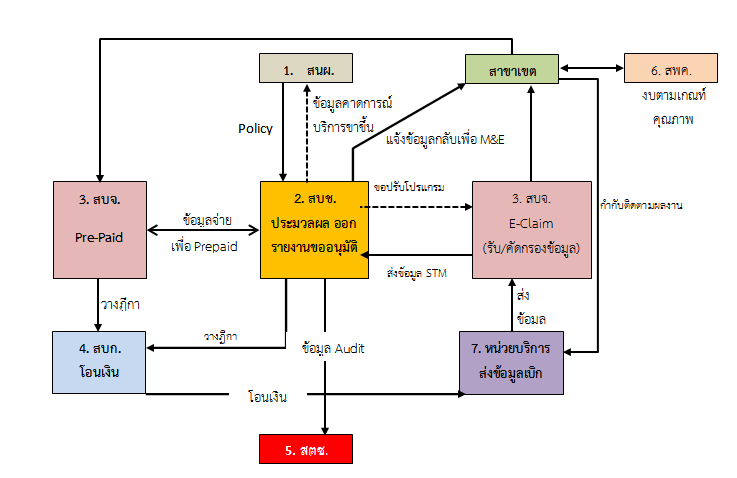 1. สนผ.
สาขาเขต
6. สพค.
งบตามเกณท์
คุณภาพ
ข้อมูลคาดการณ์
บริการขาขึ้น
Policy
แจ้งข้อมูลกลับเพื่อ M&E
3. สบจ.
Pre-Paid
ข้อมูลจ่าย
เพื่อ Prepaid
2. สบช.
ประมวลผล ออก
รายงานขออนุมัติ
ขอปรับโปรแกรม
3. สบจ.
E-Claim
(รับ/คัดกรองข้อมูล)
กำกับติดตามผลงาน
ส่งข้อมูล STM
วางฎีกา
ส่ง
ข้อมูล
4. สบก.
โอนเงิน
วางฎีกา
ข้อมูล Audit
7. หน่วยบริการ
ส่งข้อมูลเบิก
โอนเงิน
5. สตช.